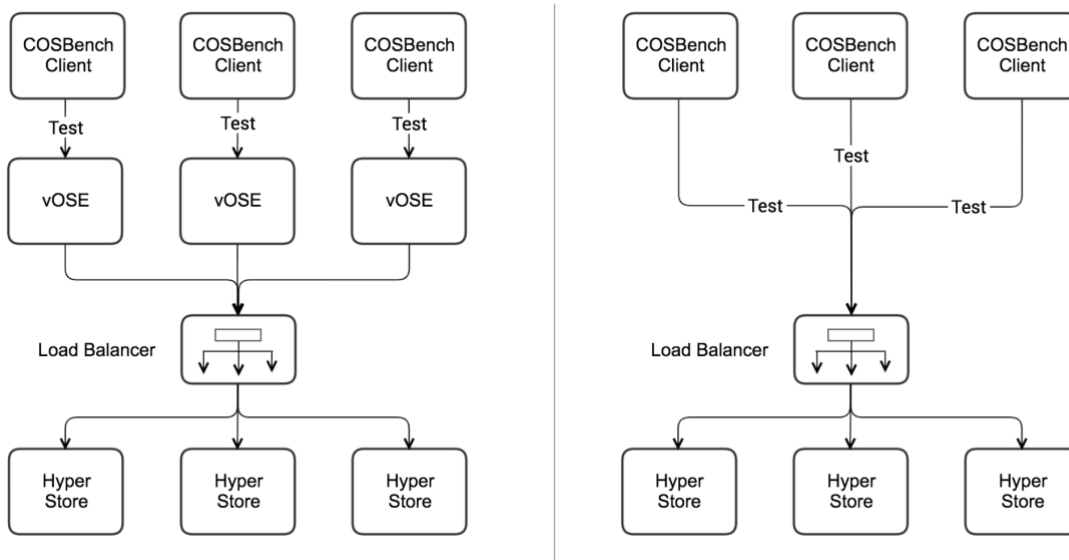 COSBench
Client
COSBench
Client
COSBench
Client
Test
Test
Test
vOSE
vOSE
vOSE
Load Balancer
Hyper
Store
Hyper
Store
Hyper
Store
COSBench
Client
COSBench
Client
COSBench
Client
Test
Test
Test
Load Balancer
Hyper
Store
Hyper
Store
Hyper
Store